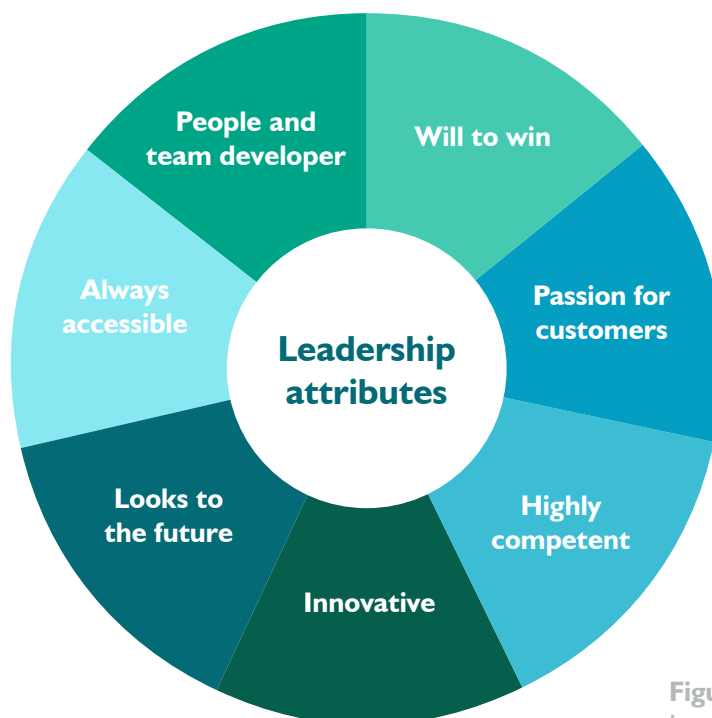 People and
team developer
Will to win
Always
accessible
Passion for
customers
Leadership
attributes
Looks to
the future
Highly
competent
Innovative